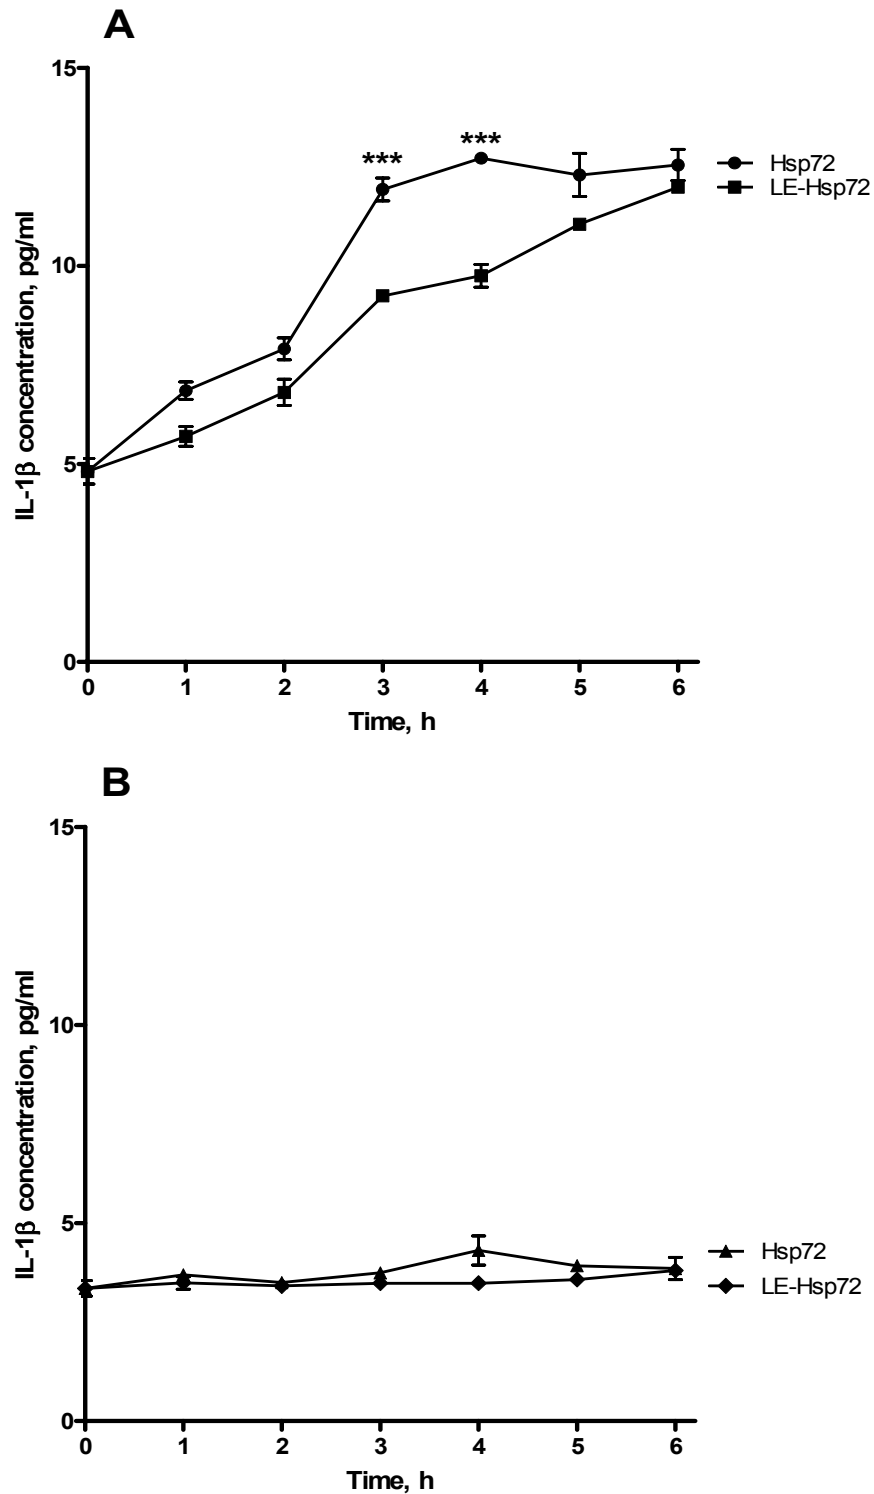 A
15
10
5
0
IL-1β concentration, pg/ml
*** ***
Hsp72
LE-Hsp72
0 1 2 3 4 5 6
Time, h
B
15
10
5
0
IL-1β concentration, pg/ml
Hsp72
LE-Hsp72
0 1 2 3 4 5 6
Time, h